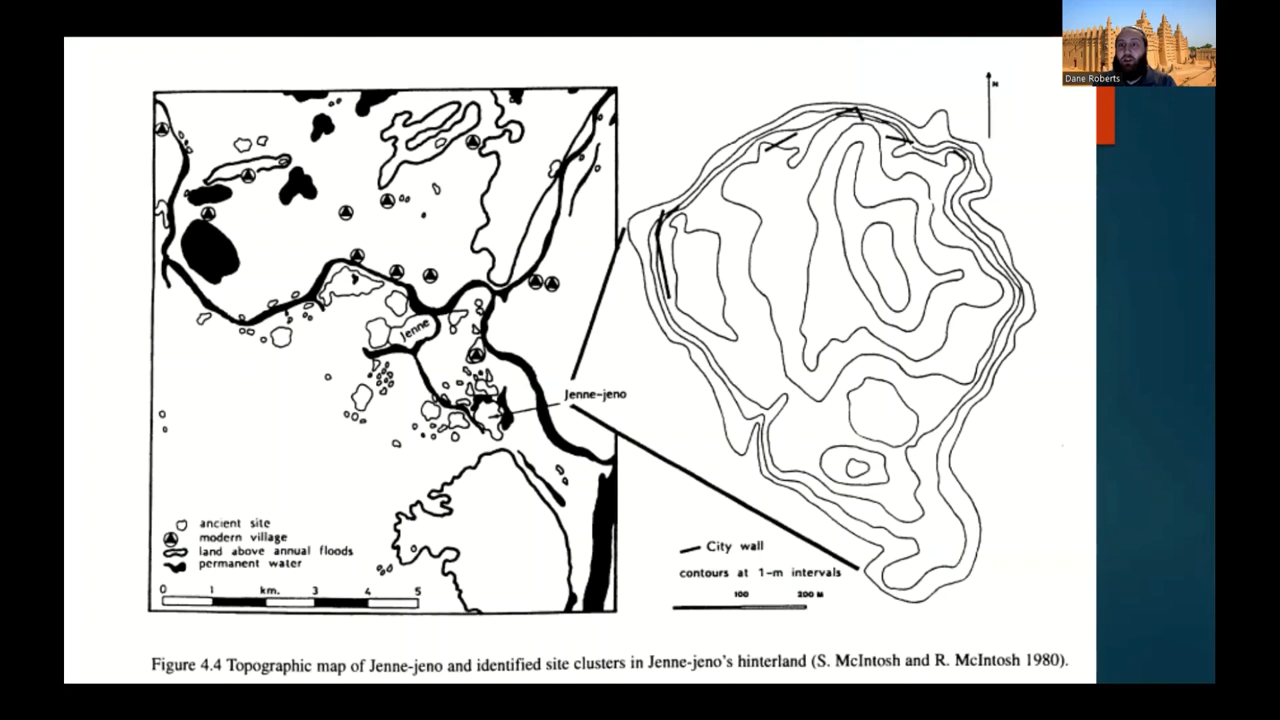 Dane Roberts
N
Jenne
Jenne-jeno
ancient site
modern village
land above annual floods
permanent water
0 1 km. 3 4 5
City wall
contours at 1-m intervals
100 200 M
Figure 4.4 Topographic map of Jenne-jeno and identified site clusters in Jenne-jeno's hinterland (S. McIntosh and R. McIntosh 1980).